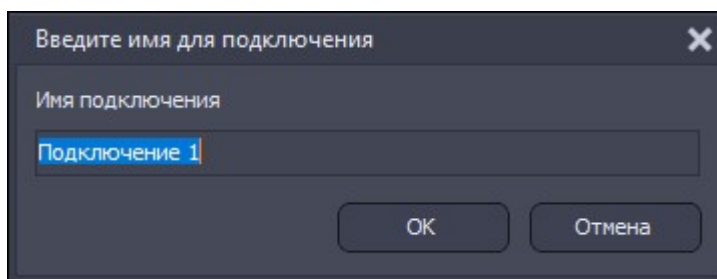 Введите имя для подключения
Имя подключения
Подключение 1
OK
Отмена